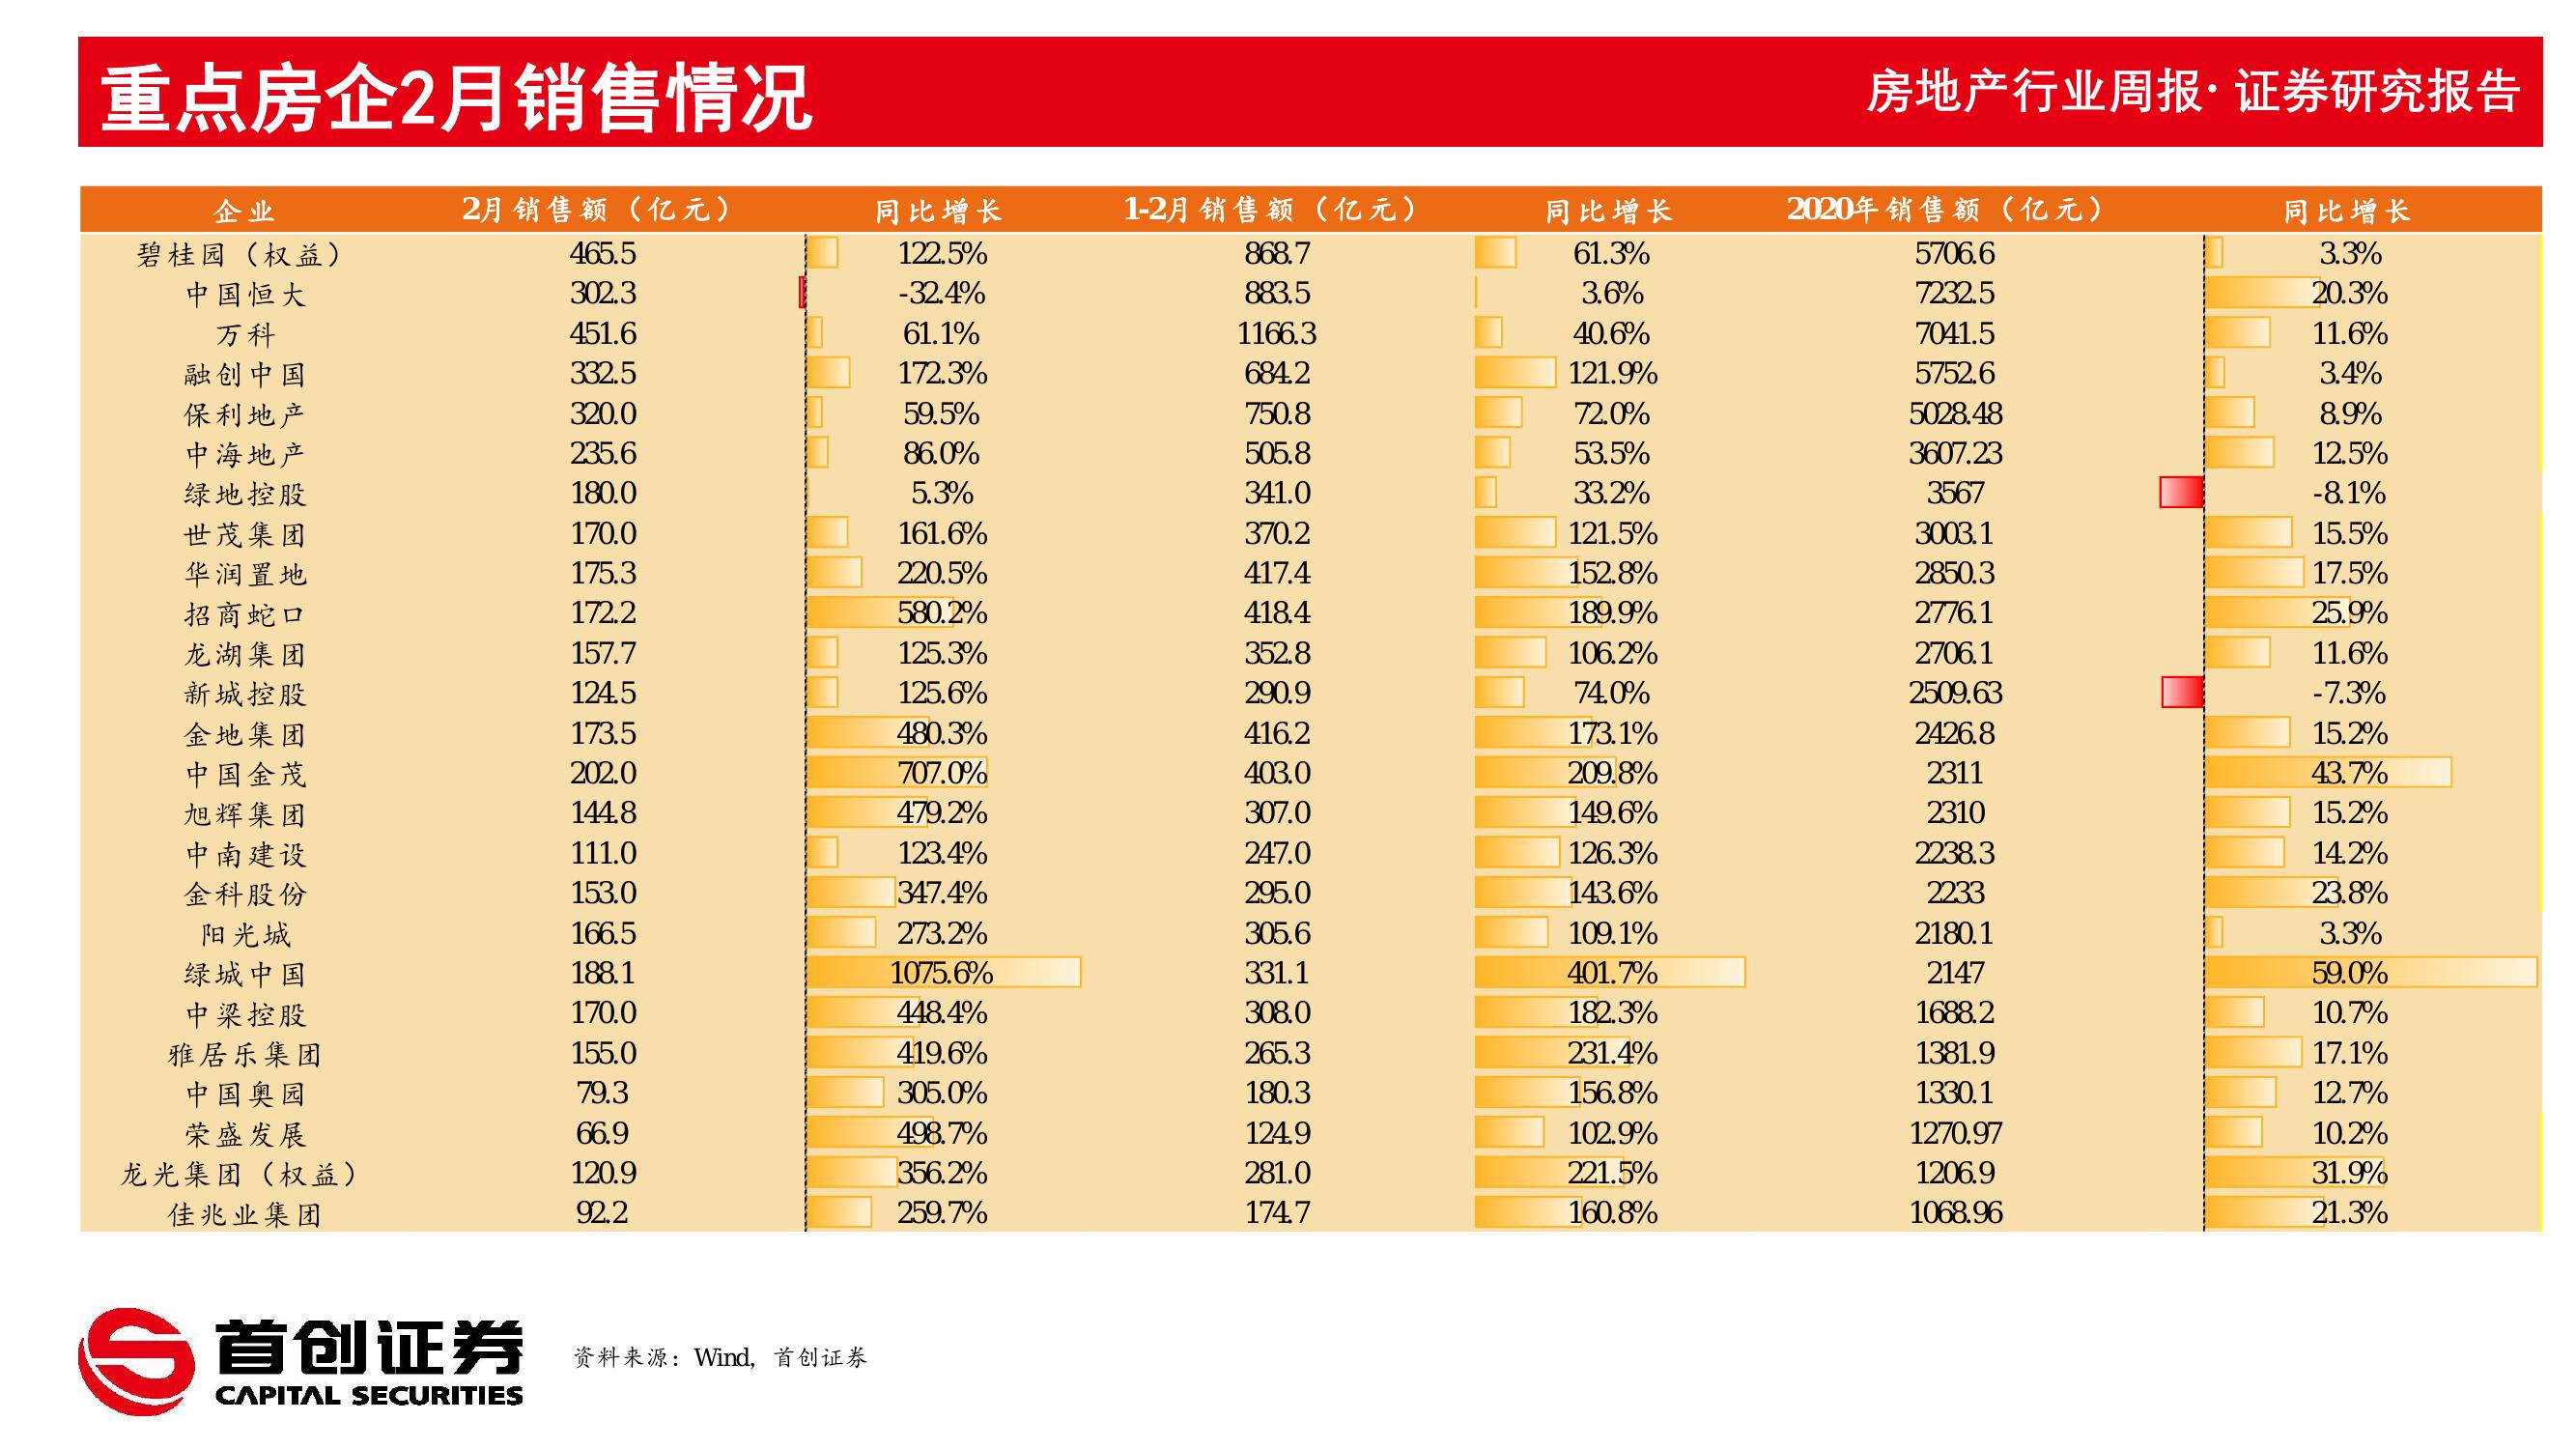 重点房企2月销售情况
房地产行业周报·证券研究报告
企业 2月销售额（亿元） 同比增长 1-2月销售额（亿元） 同比增长 2020年销售额（亿元） 同比增长
碧桂园（权益） 465.5 122.5% 868.7 61.3% 5706.6 3.3%
中国恒大 302.3 -32.4% 883.5 3.6% 7232.5 20.3%
万科 451.6 61.1% 1166.3 40.6% 7041.5 11.6%
融创中国 332.5 172.3% 684.2 121.9% 5752.6 3.4%
保利地产 320.0 59.5% 750.8 72.0% 5028.48 8.9%
中海地产 235.6 86.0% 505.8 53.5% 3607.23 12.5%
绿地控股 180.0 5.3% 341.0 33.2% 3567 -8.1%
世茂集团 170.0 161.6% 370.2 121.5% 3003.1 15.5%
华润置地 175.3 220.5% 417.4 152.8% 2850.3 17.5%
招商蛇口 172.2 580.2% 418.4 189.9% 2776.1 25.9%
龙湖集团 157.7 125.3% 352.8 106.2% 2706.1 11.6%
新城控股 124.5 125.6% 290.9 74.0% 2509.63 -7.3%
金地集团 173.5 480.3% 416.2 173.1% 2426.8 15.2%
中国金茂 202.0 707.0% 403.0 209.8% 2311 43.7%
旭辉集团 144.8 479.2% 307.0 149.6% 2310 15.2%
中南建设 111.0 123.4% 247.0 126.3% 2238.3 14.2%
金科股份 153.0 347.4% 295.0 143.6% 2233 23.8%
阳光城 166.5 273.2% 305.6 109.1% 2180.1 3.3%
绿城中国 188.1 1075.6% 331.1 401.7% 2147 59.0%
中梁控股 170.0 448.4% 308.0 182.3% 1688.2 10.7%
雅居乐集团 155.0 419.6% 265.3 231.4% 1381.9 17.1%
中国奥园 79.3 305.0% 180.3 156.8% 1330.1 12.7%
荣盛发展 66.9 498.7% 124.9 102.9% 1270.97 10.2%
龙光集团（权益） 120.9 356.2% 281.0 221.5% 1206.9 31.9%
佳兆业集团 92.2 259.7% 174.7 160.8% 1068.96 21.3%
首创证券
CAPITAL SECURITIES
资料来源：Wind，首创证券